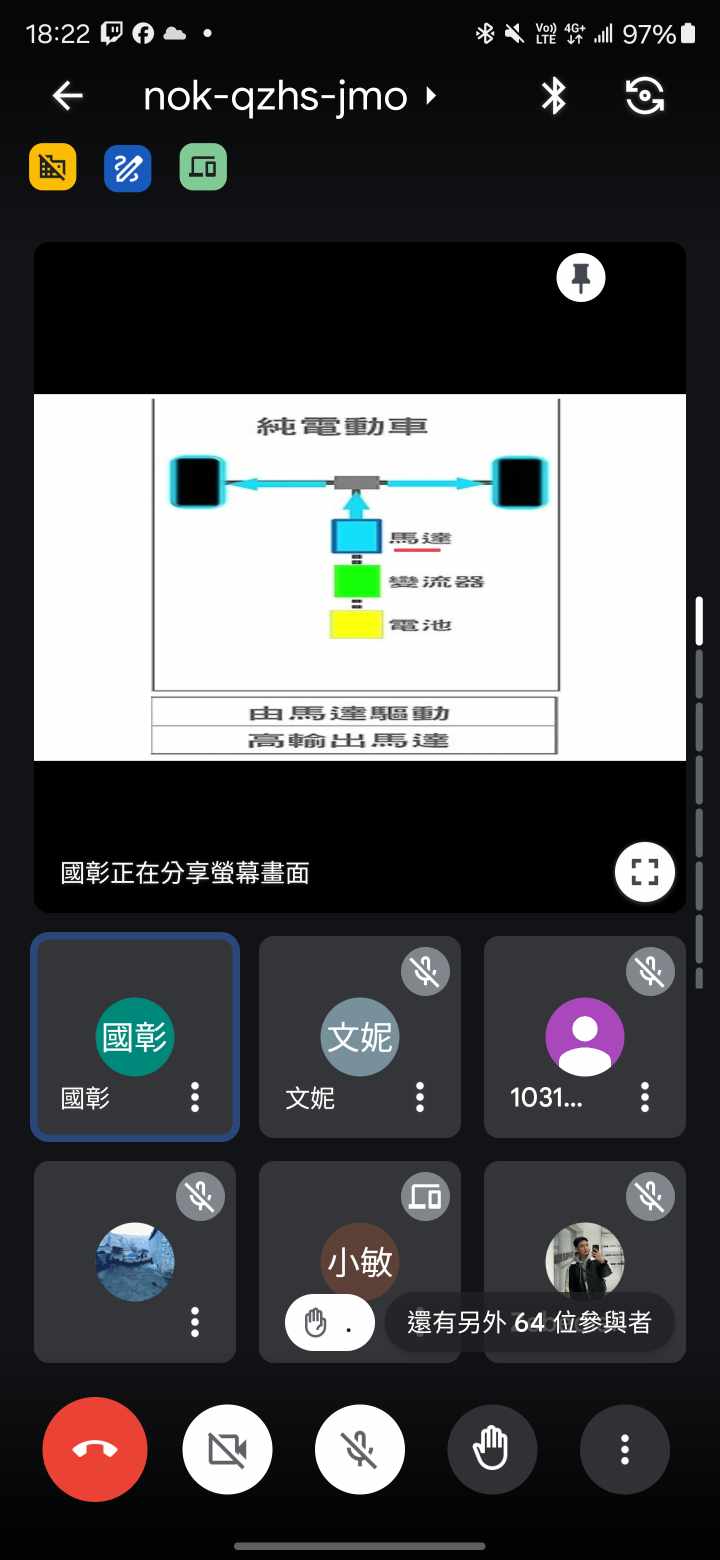 18:22
Vo)) LTE 4G+ 97%
nok-qzhs-jmo
純電動車
馬達
變流器
電池
由馬達驅動
高輸出馬達
國彰正在分享螢幕畫面
國彰 文妮
國彰 文妮 1031...
小敏
. 還有另外 64 位參與者